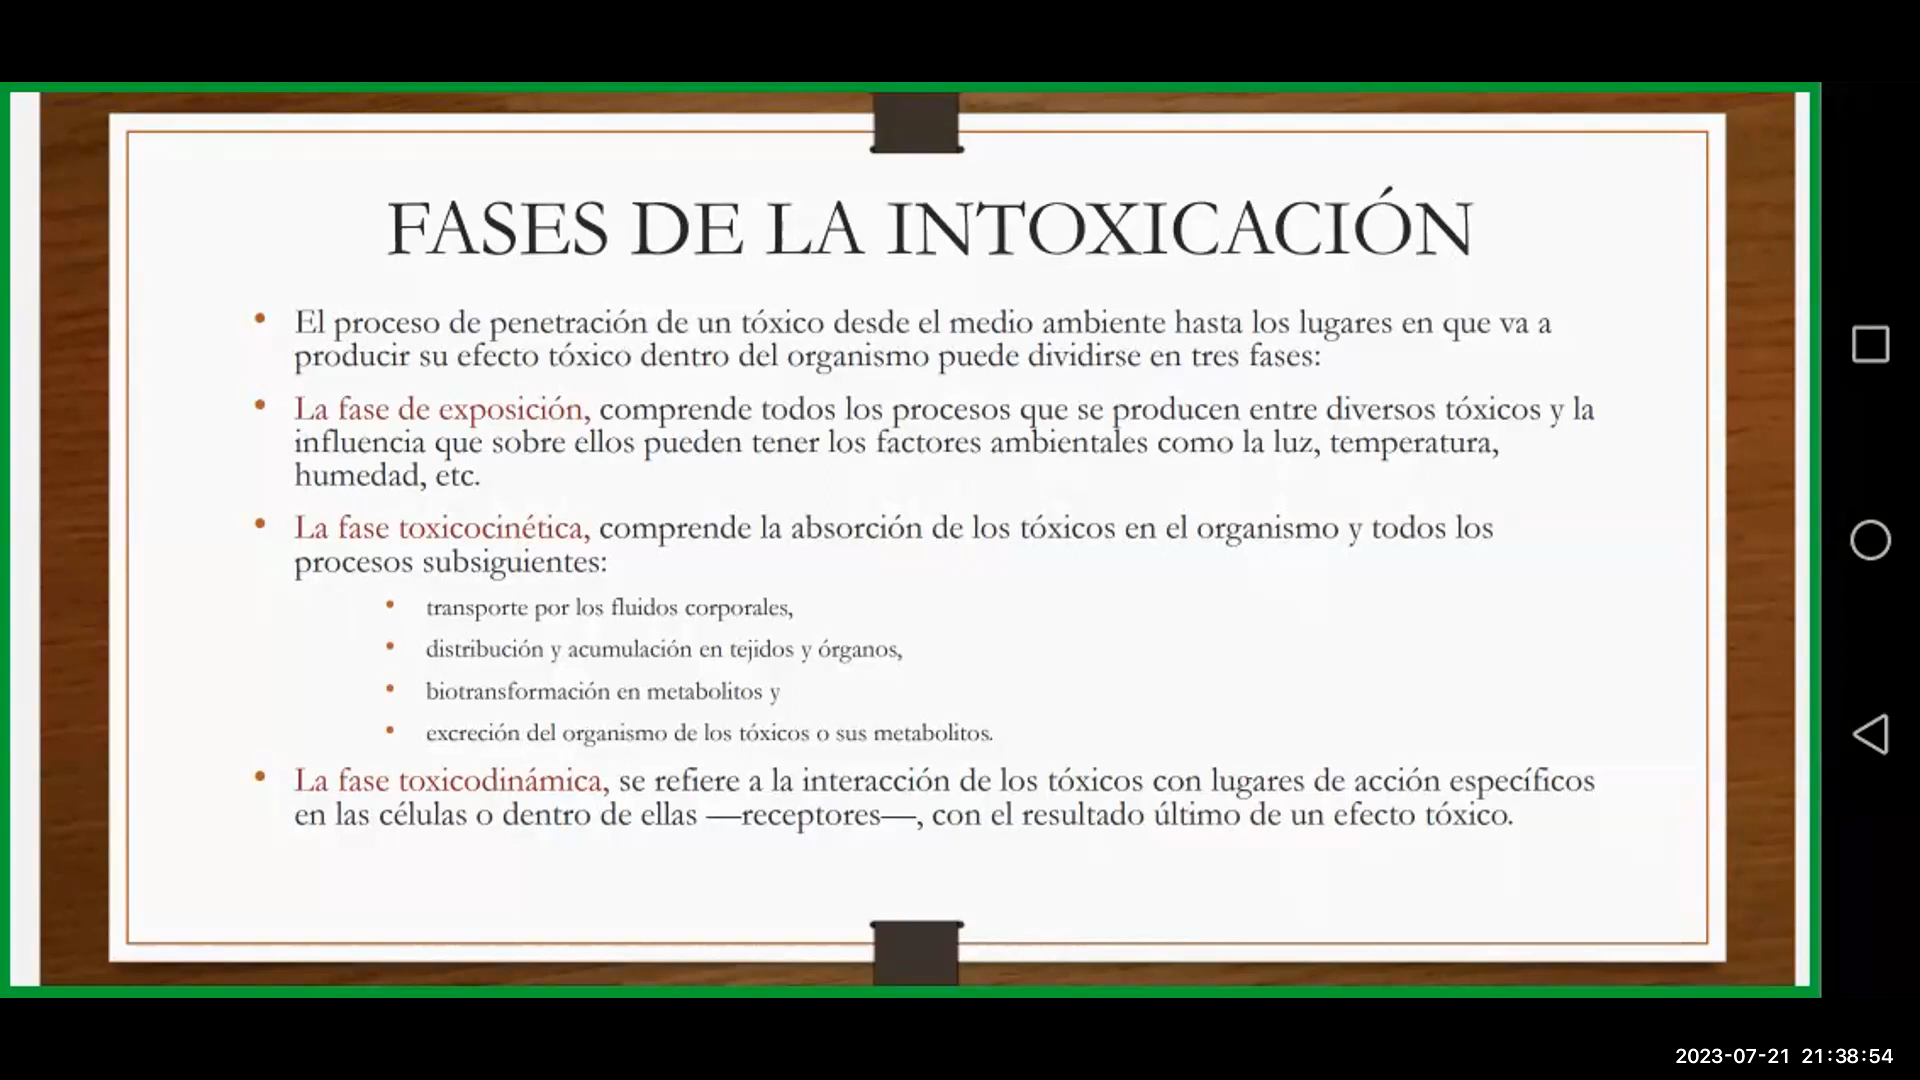 FASES DE LA INTOXICACIÓN
• El proceso de penetración de un tóxico desde el medio ambiente hasta los lugares en que va a
producir su efecto tóxico dentro del organismo puede dividirse en tres fases:
• La fase de exposición, comprende todos los procesos que se producen entre diversos tóxicos y la
influencia que sobre ellos pueden tener los factores ambientales como la luz, temperatura,
humedad, etc.
• La fase toxicocinética, comprende la absorción de los tóxicos en el organismo y todos los
procesos subsiguientes:
• transporte por los fluidos corporales,
• distribución y acumulación en tejidos y órganos,
• biotransformación en metabolitos y
• excreción del organismo de los tóxicos o sus metabolitos.
• La fase toxicodinámica, se refiere a la interacción de los tóxicos con lugares de acción específicos
en las células o dentro de ellas —receptores—, con el resultado último de un efecto tóxico.
2023-07-21 21:38:54